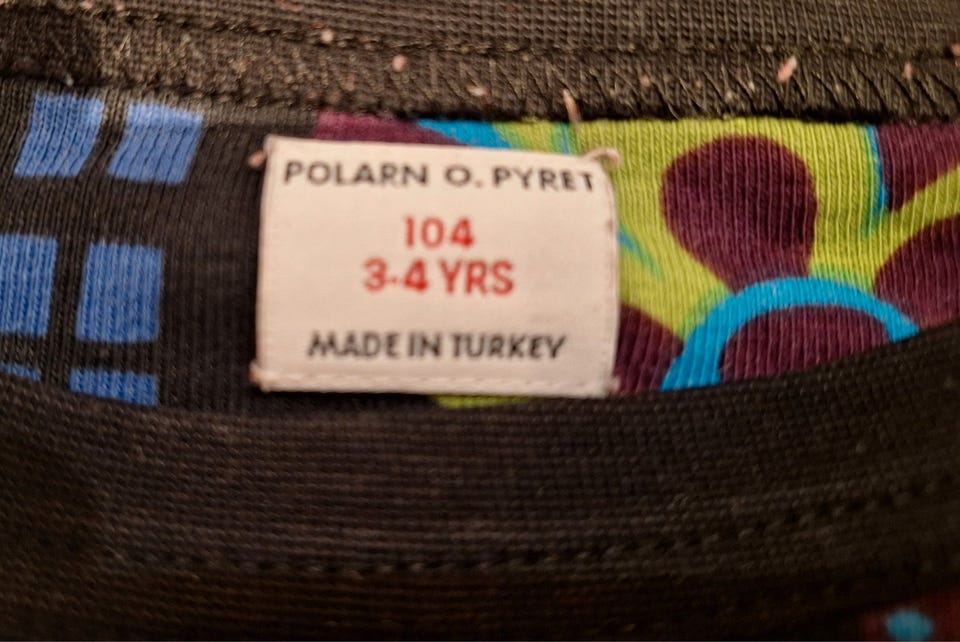 POLARN O. PYRET
104
3-4 YRS
MADE IN TURKEY